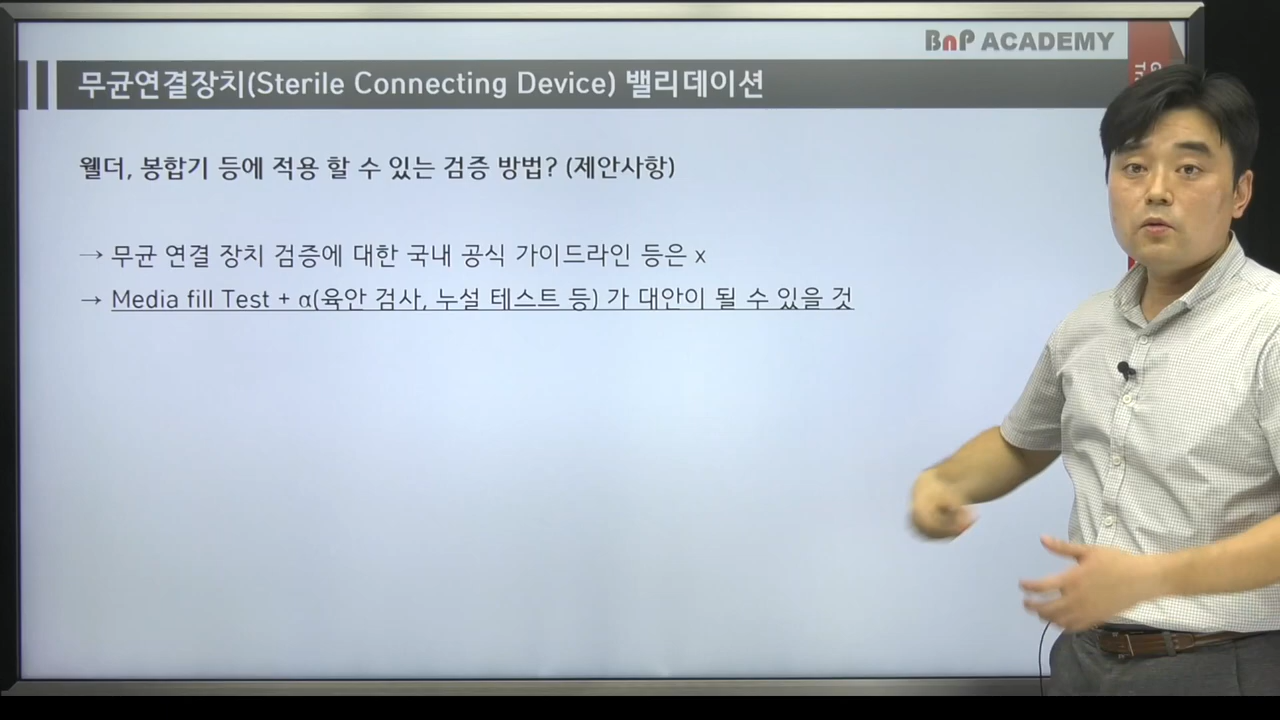 BnP ACADEMY
무균연결장치(Sterile Connecting Device) 밸리데이션
웰더, 봉합기 등에 적용 할 수 있는 검증 방법? (제안사항)
→ 무균 연결 장치 검증에 대한 국내 공식 가이드라인 등은 x
→ Media fill Test + α(육안 검사, 누설 테스트 등) 가 대안이 될 수 있을 것